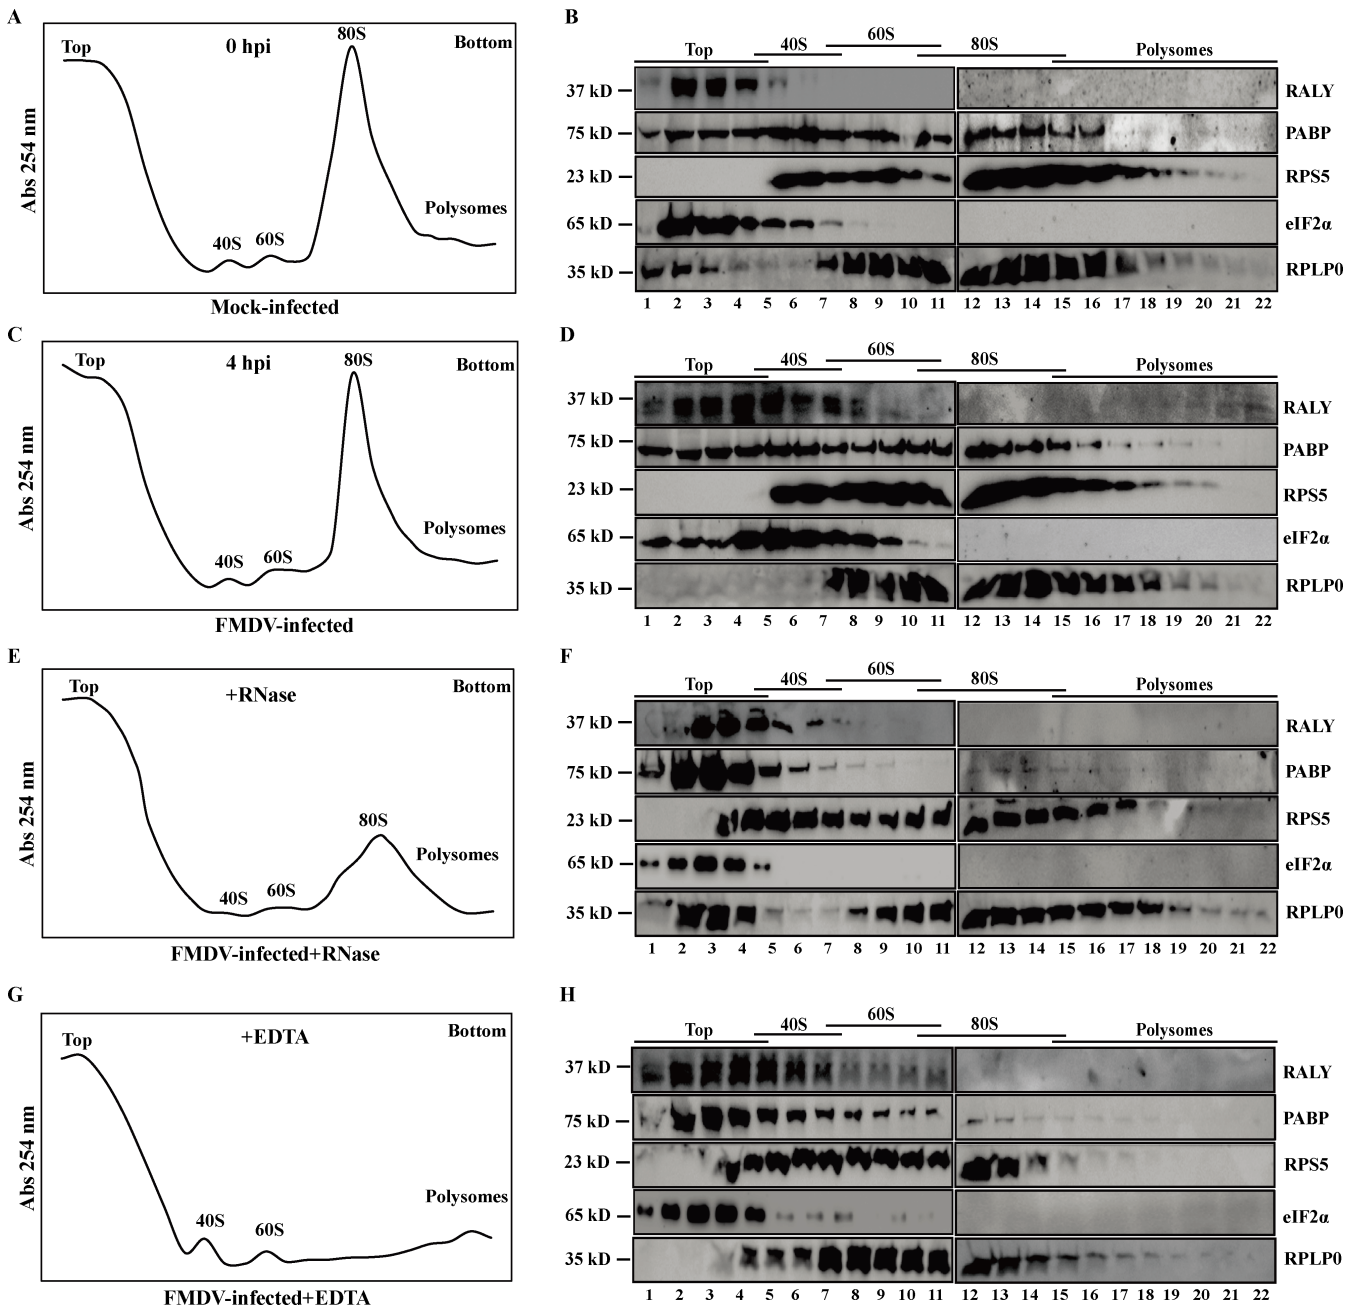 A
Top
0 hpi
80S
Bottom
40S
60S
Polysomes
Abs 254 nm
Mock-infected
B
Top
40S
60S
80S
Polysomes
37 kD
RALY
75 kD
PABP
23 kD
RPS5
65 kD
eIF2α
35 kD
RPLP0
1 2 3 4 5 6 7 8 9 10 11 12 13 14 15 16 17 18 19 20 21 22
C
Top
4 hpi
80S
Bottom
40S
60S
Polysomes
Abs 254 nm
FMDV-infected
D
Top
40S
60S
80S
Polysomes
37 kD
RALY
75 kD
PABP
23 kD
RPS5
65 kD
eIF2α
35 kD
RPLP0
1 2 3 4 5 6 7 8 9 10 11 12 13 14 15 16 17 18 19 20 21 22
E
Top
+RNase
Bottom
80S
40S
60S
Polysomes
Abs 254 nm
FMDV-infected+RNase
F
Top
40S
60S
80S
Polysomes
37 kD
RALY
75 kD
PABP
23 kD
RPS5
65 kD
eIF2α
35 kD
RPLP0
1 2 3 4 5 6 7 8 9 10 11 12 13 14 15 16 17 18 19 20 21 22
G
Top
+EDTA
Bottom
40S
60S
Polysomes
Abs 254 nm
FMDV-infected+EDTA
H
Top
40S
60S
80S
Polysomes
37 kD
RALY
75 kD
PABP
23 kD
RPS5
65 kD
eIF2α
35 kD
RPLP0
1 2 3 4 5 6 7 8 9 10 11 12 13 14 15 16 17 18 19 20 21 22